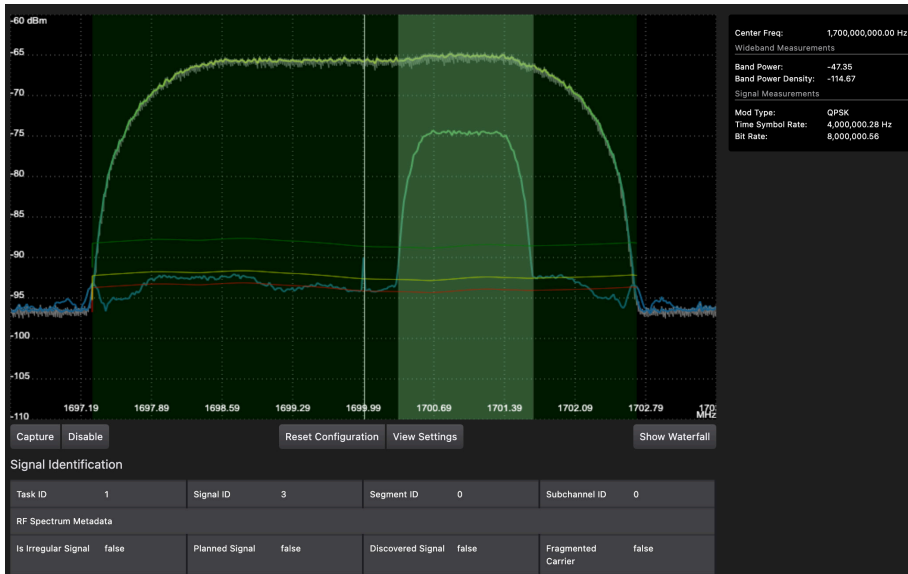 -60 dBm
-65
-70
-75
-80
-85
-90
-95
-100
-105
-110
1697.19 1697.89 1698.59 1699.29 1699.99 1700.69 1701.39 1702.09 1702.79
MHz
Center Freq: 1,700,000,000.00 Hz
Wideband Measurements
Band Power: -47.35
Band Power Density: -114.67
Signal Measurements
Mod Type: QPSK
Time Symbol Rate: 4,000,000.28 Hz
Bit Rate: 8,000,000.56
Capture Disable Reset Configuration View Settings Show Waterfall
Signal Identification
Task ID 1 Signal ID 3 Segment ID 0 Subchannel ID 0
RF Spectrum Metadata
Is Irregular Signal false Planned Signal false Discovered Signal false Fragmented Carrier false